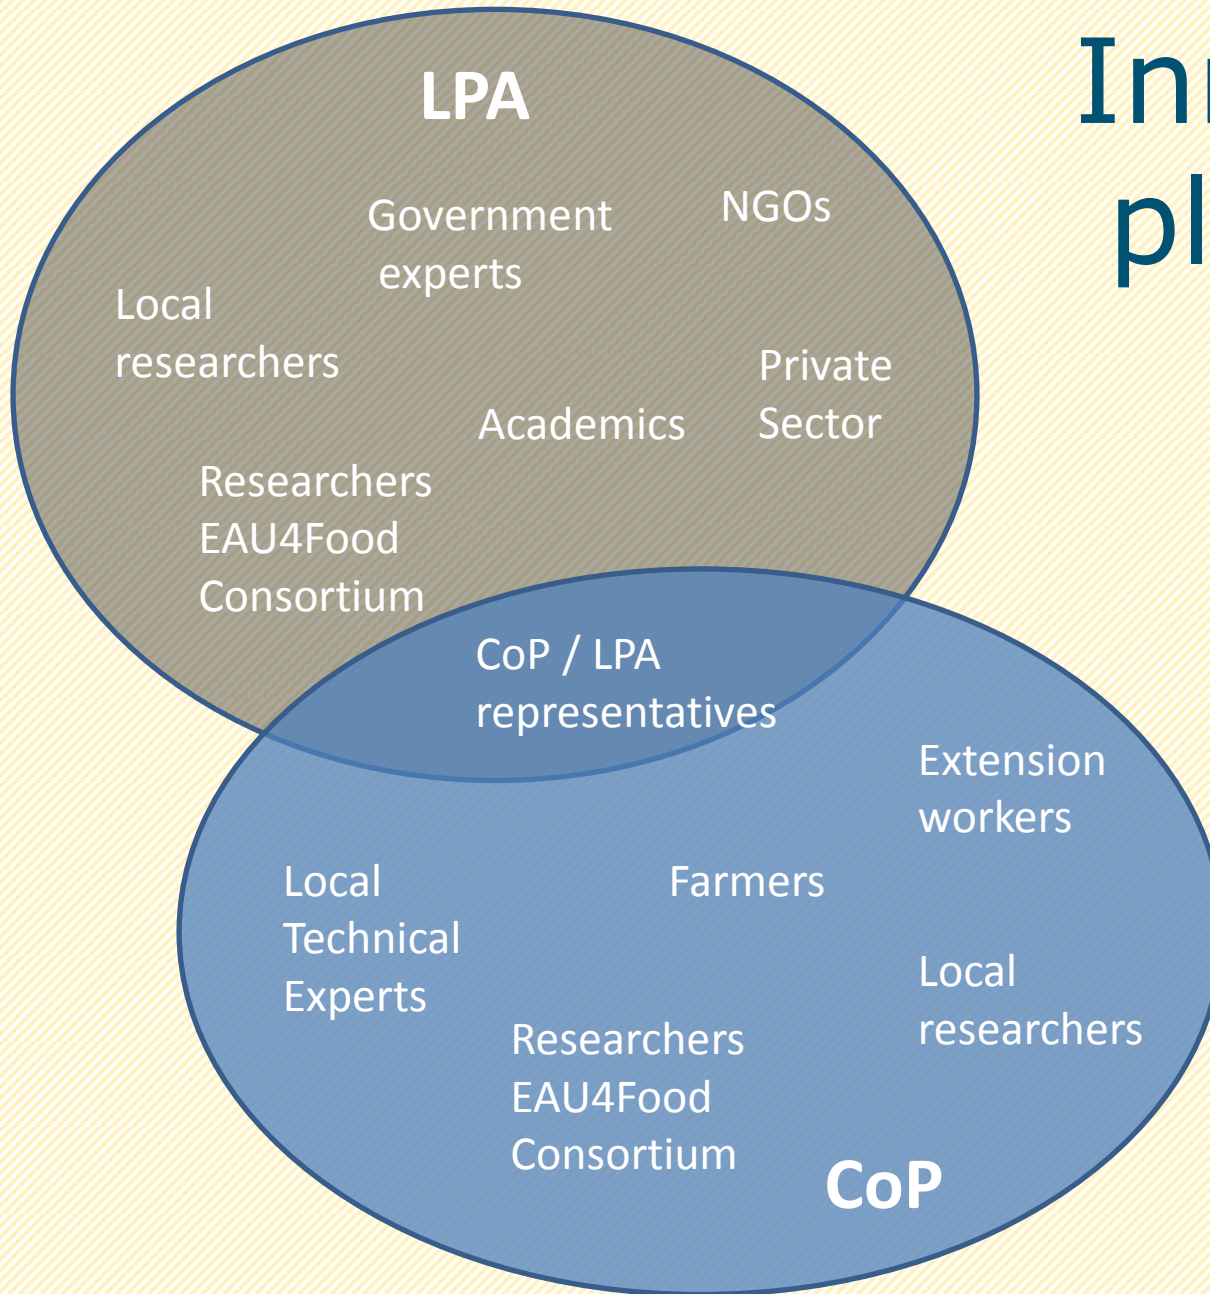 LPA
Government
experts
NGOs
Local
researchers
Private
Sector
Academics
Researchers
EAU4Food
Consortium
CoP / LPA
representatives
Extension
workers
Local
Technical
Experts
Farmers
Local
researchers
Researchers
EAU4Food
Consortium
CoP